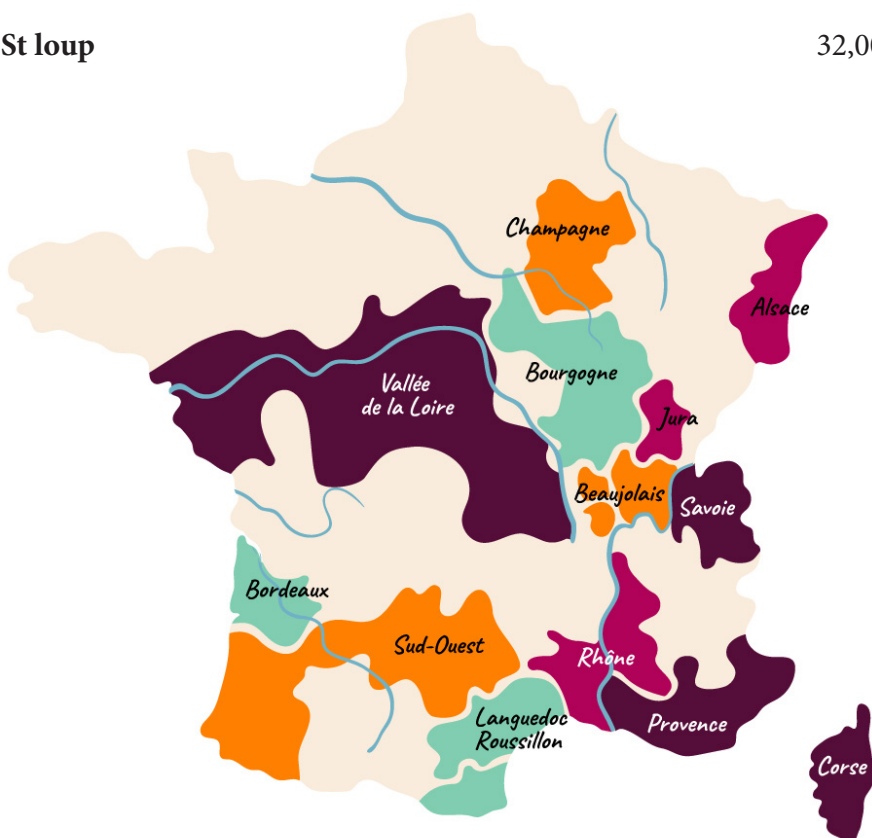 St loup 32,00
Champagne
Alsace
Bourgogne
Vallée
de la Loire
Jura
Beaujolais
Savoie
Bordeaux
Sud-Ouest
Rhône
Languedoc
Roussillon
Provence
Corse